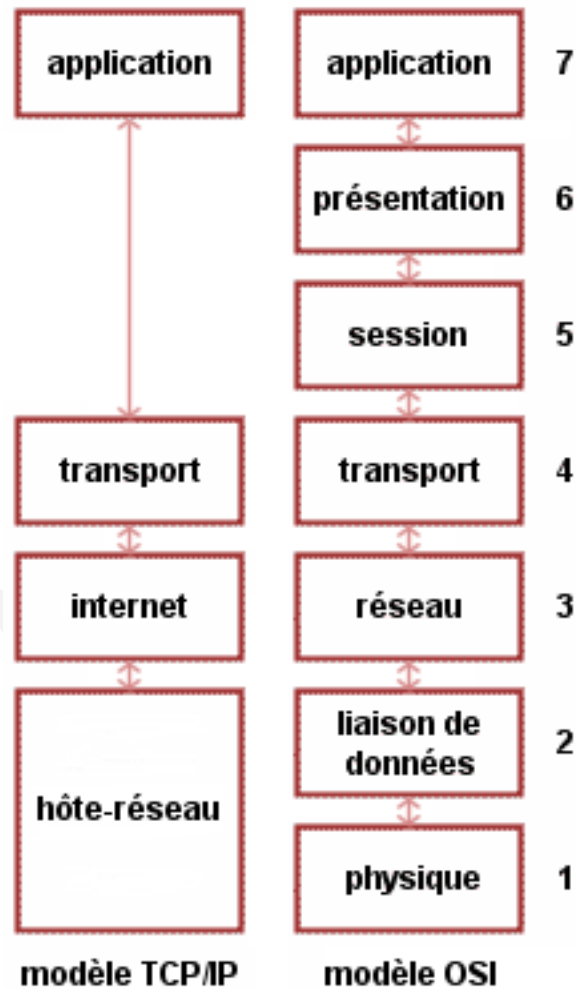 application
application
7
présentation
6
session
5
transport
transport
4
internet
réseau
3
liaison de
données
2
hôte-réseau
physique
1
modèle TCP/IP
modèle OSI